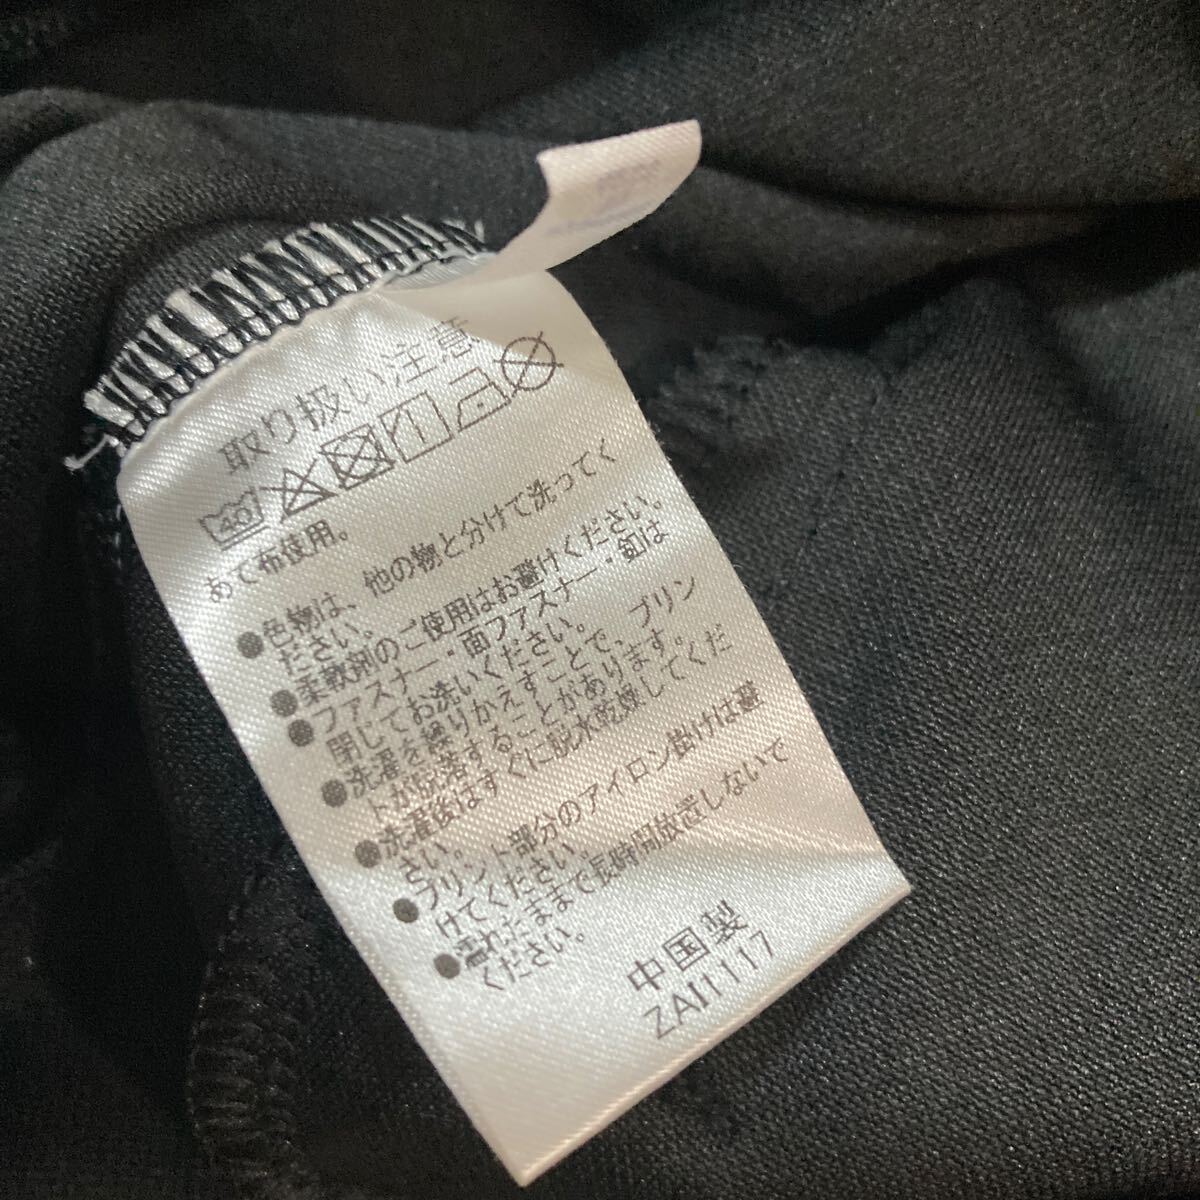 取り扱い注意
40
あて布使用。
●色物は、他の物と分けて洗ってく
ださい。
●柔軟剤のご使用はお避けください。
●ファスナー・面ファスナー・釦は
閉じてお洗いください。
●洗濯を繰りかえすことで、プリン
トが脱落することがあります。
●洗濯後はすぐに脱水乾燥してくだ
さい。
●プリント部分のアイロン掛けは避
けてください。
●濡れたままで長時間放置しないで
ください。
中国製
ZAI1117